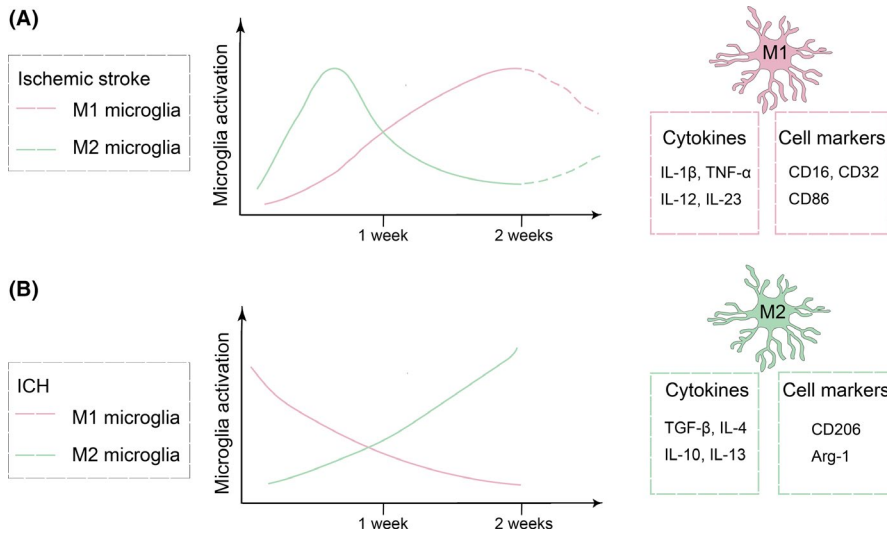 (A)
Ischemic stroke
M1 microglia
M2 microglia
Microglia activation
1 week
2 weeks
M1
Cytokines
IL-1β, TNF-α
IL-12, IL-23
Cell markers
CD16, CD32
CD86
(B)
ICH
M1 microglia
M2 microglia
Microglia activation
1 week
2 weeks
M2
Cytokines
TGF-β, IL-4
IL-10, IL-13
Cell markers
CD206
Arg-1